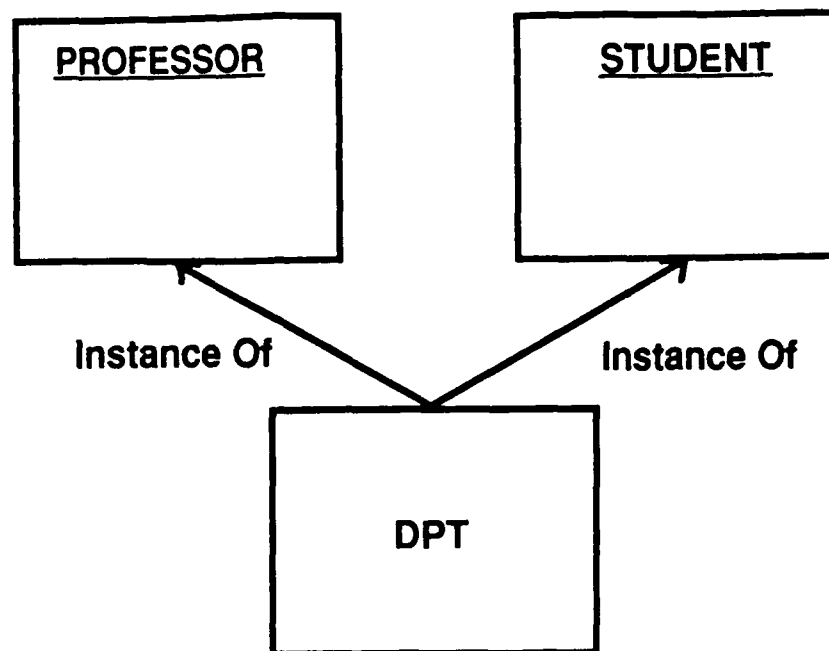 PROFESSOR
STUDENT
Instance Of
Instance Of
DPT